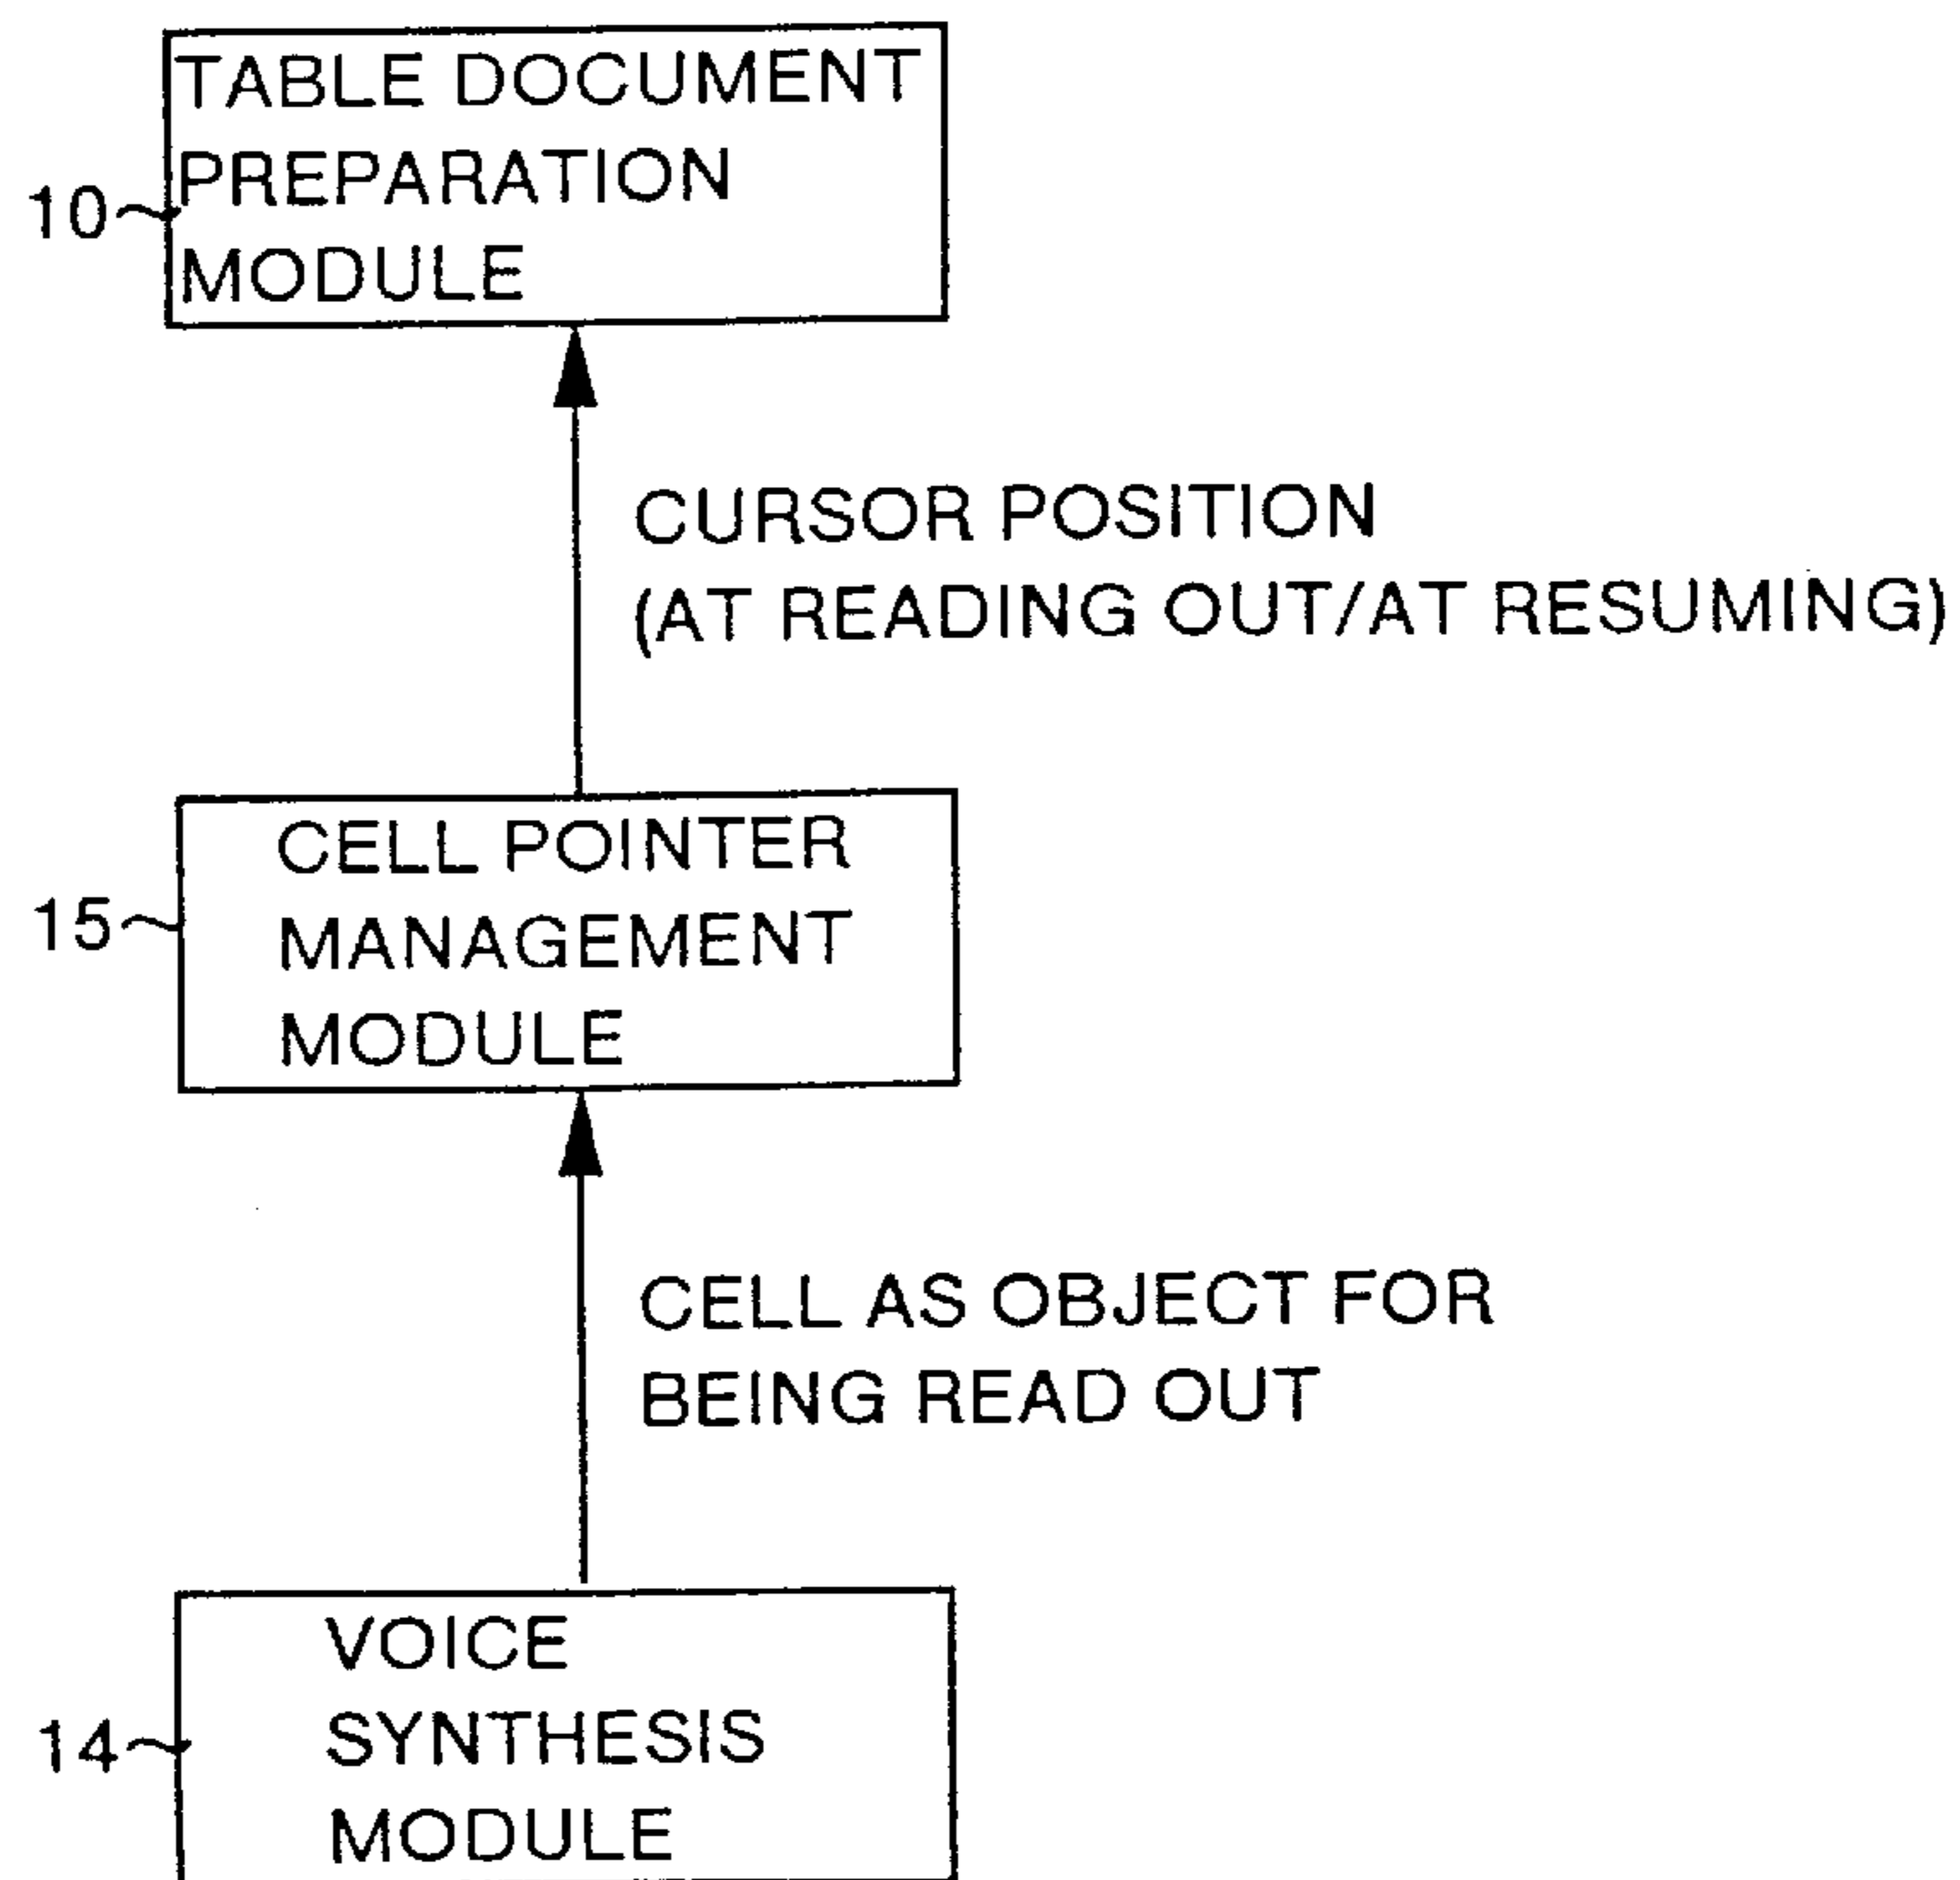 TABLE DOCUMENT
PREPARATION
MODULE
10
CURSOR POSITION
(AT READING OUT/AT RESUMING)
CELL POINTER
MANAGEMENT
MODULE
15
CELL AS OBJECT FOR
BEING READ OUT
VOICE
SYNTHESIS
MODULE
14